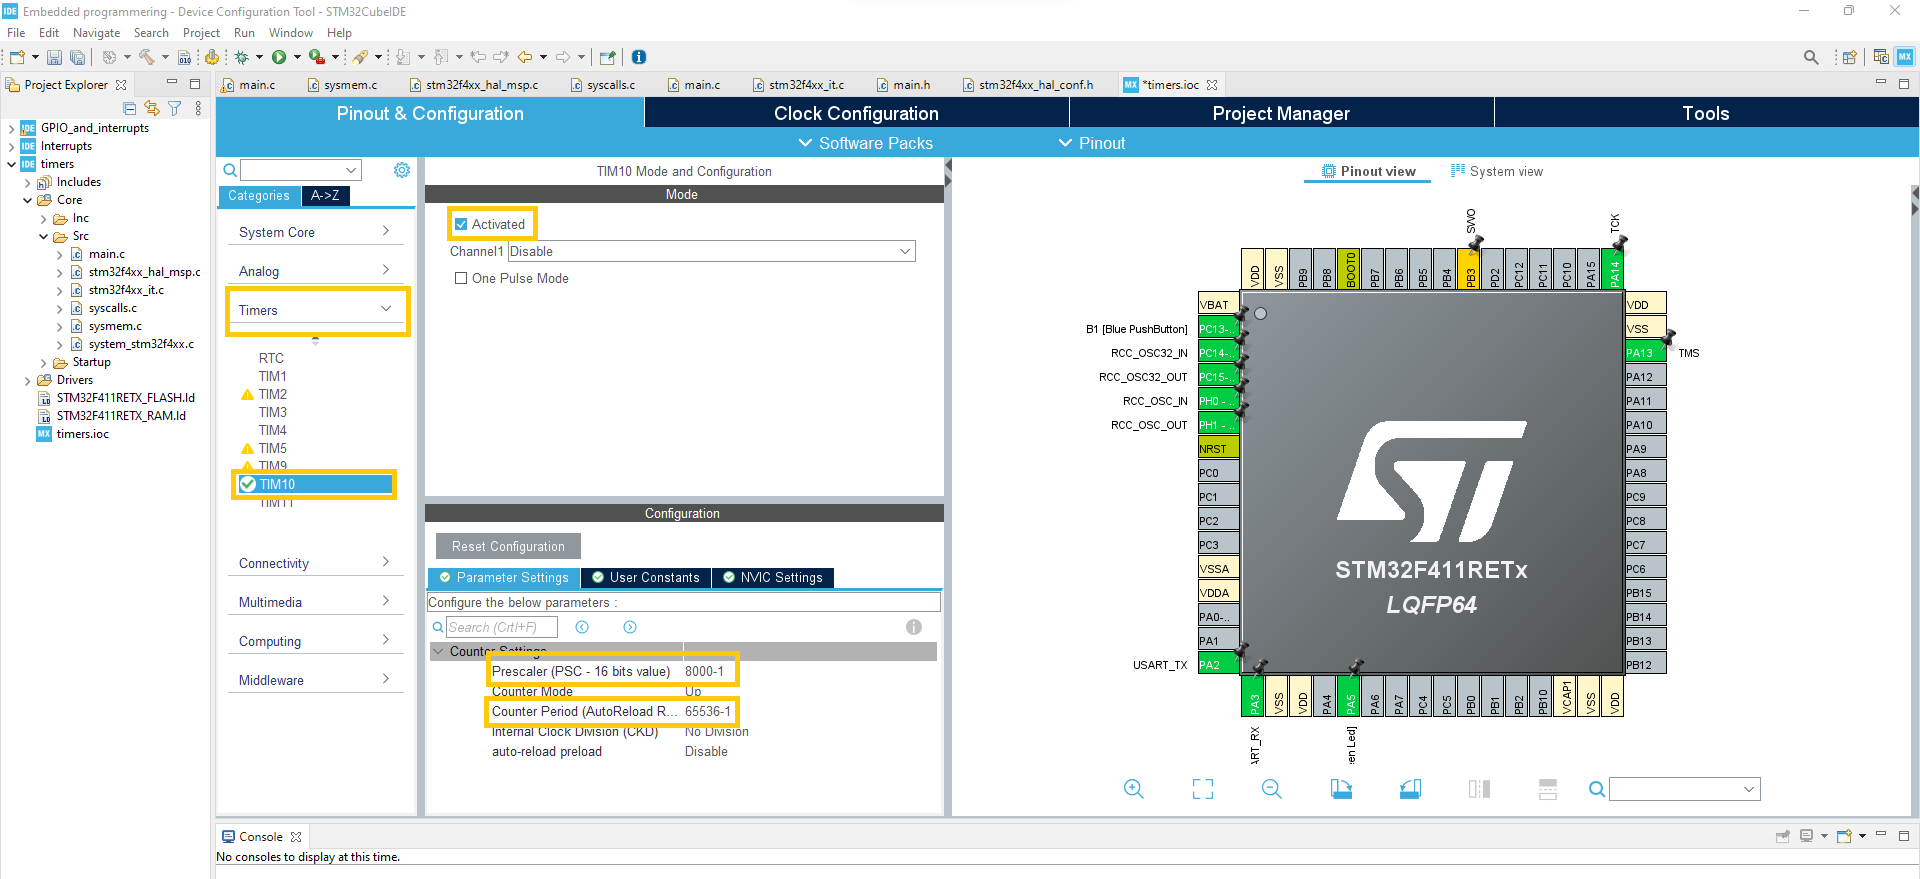 IDE Embedded programmering - Device Configuration Tool - STM32CubeIDE
File Edit Navigate Search Project Run Window Help
Project Explorer
main.c sysmem.c stm32f4xx_hal_msp.c syscalls.c main.c stm32f4xx_it.c main.h stm32f4xx_hal_conf.h MX *timers.ioc
Pinout & Configuration Clock Configuration Project Manager Tools
Software Packs Pinout
IDE GPIO_and_interrupts
IDE Interrupts
IDE timers
Includes
Core
Inc
Src
main.c
stm32f4xx_hal_msp.c
stm32f4xx_it.c
syscalls.c
sysmem.c
system_stm32f4xx.c
Startup
Drivers
STM32F411RETX_FLASH.ld
STM32F411RETX_RAM.ld
MX timers.ioc
Categories A->Z
System Core
Analog
Timers
RTC
TIM1
TIM2
TIM3
TIM4
TIM5
TIM9
TIM10
TIM11
Connectivity
Multimedia
Computing
Middleware
TIM10 Mode and Configuration
Mode
Activated
Channel1 Disable
One Pulse Mode
Configuration
Reset Configuration
Parameter Settings User Constants NVIC Settings
Configure the below parameters :
Search (Crtl+F)
Counter Settings
Prescaler (PSC - 16 bits value) 8000-1
Counter Mode Up
Counter Period (AutoReload R... 65536-1
Internal Clock Division (CKD) No Division
auto-reload preload Disable
Pinout view System view
SWO TCK
VDD VSS PB9 PB8 BOOT0 PB7 PB6 PB5 PB4 PB3 PD2 PC12 PC11 PC10 PA15 PA14
VBAT
B1 [Blue PushButton] PC13-..
RCC_OSC32_IN PC14-..
RCC_OSC32_OUT PC15-..
RCC_OSC_IN PH0 - ..
RCC_OSC_OUT PH1 - ..
NRST
PC0
PC1
PC2
PC3
VSSA
VDDA
PA0-..
PA1
USART_TX PA2
VDD
VSS
PA13 TMS
PA12
PA11
PA10
PA9
PA8
PC9
PC8
PC7
PC6
PB15
PB14
PB13
PB12
ST
STM32F411RETx
LQFP64
PA3 VSS VDD PA4 PA5 PA6 PA7 PC4 PC5 PB0 PB1 PB2 PB10 VCAP1 VSS VDD
ART_RX en Led]
Console
No consoles to display at this time.